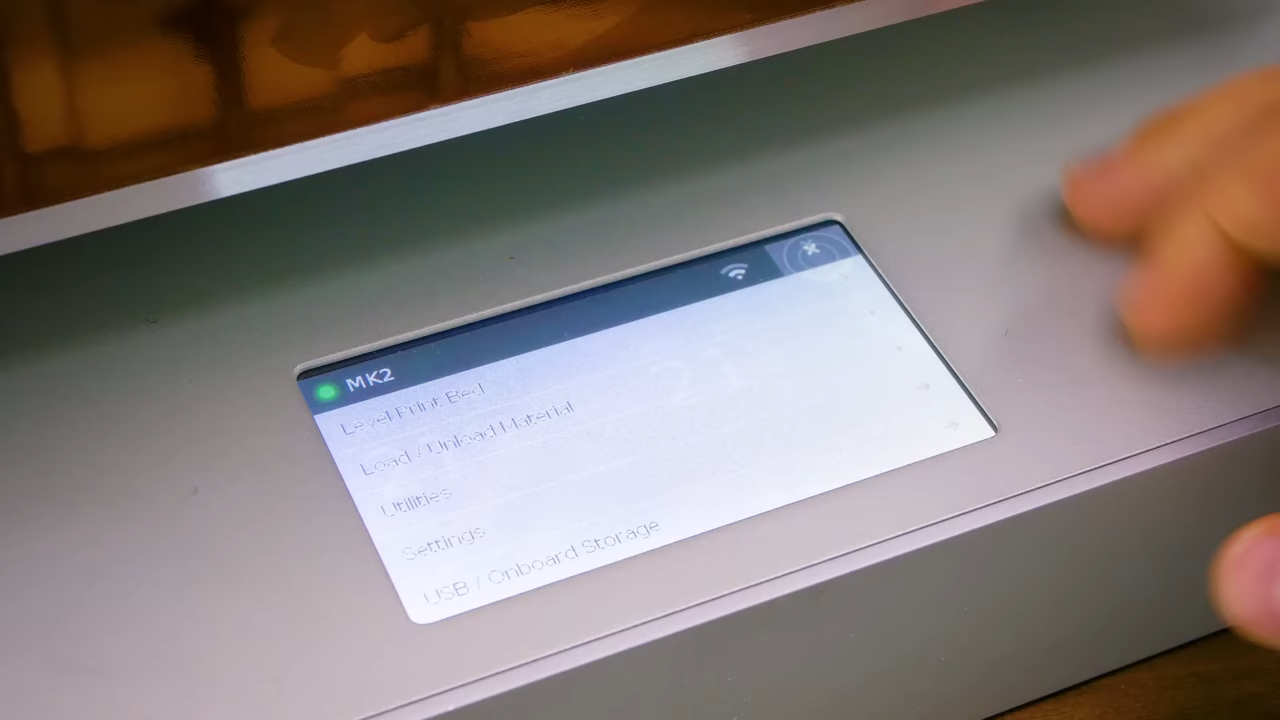 MK2
Level Print Bed
Load / Unload Material
Utilities
Settings
USB / Onboard Storage